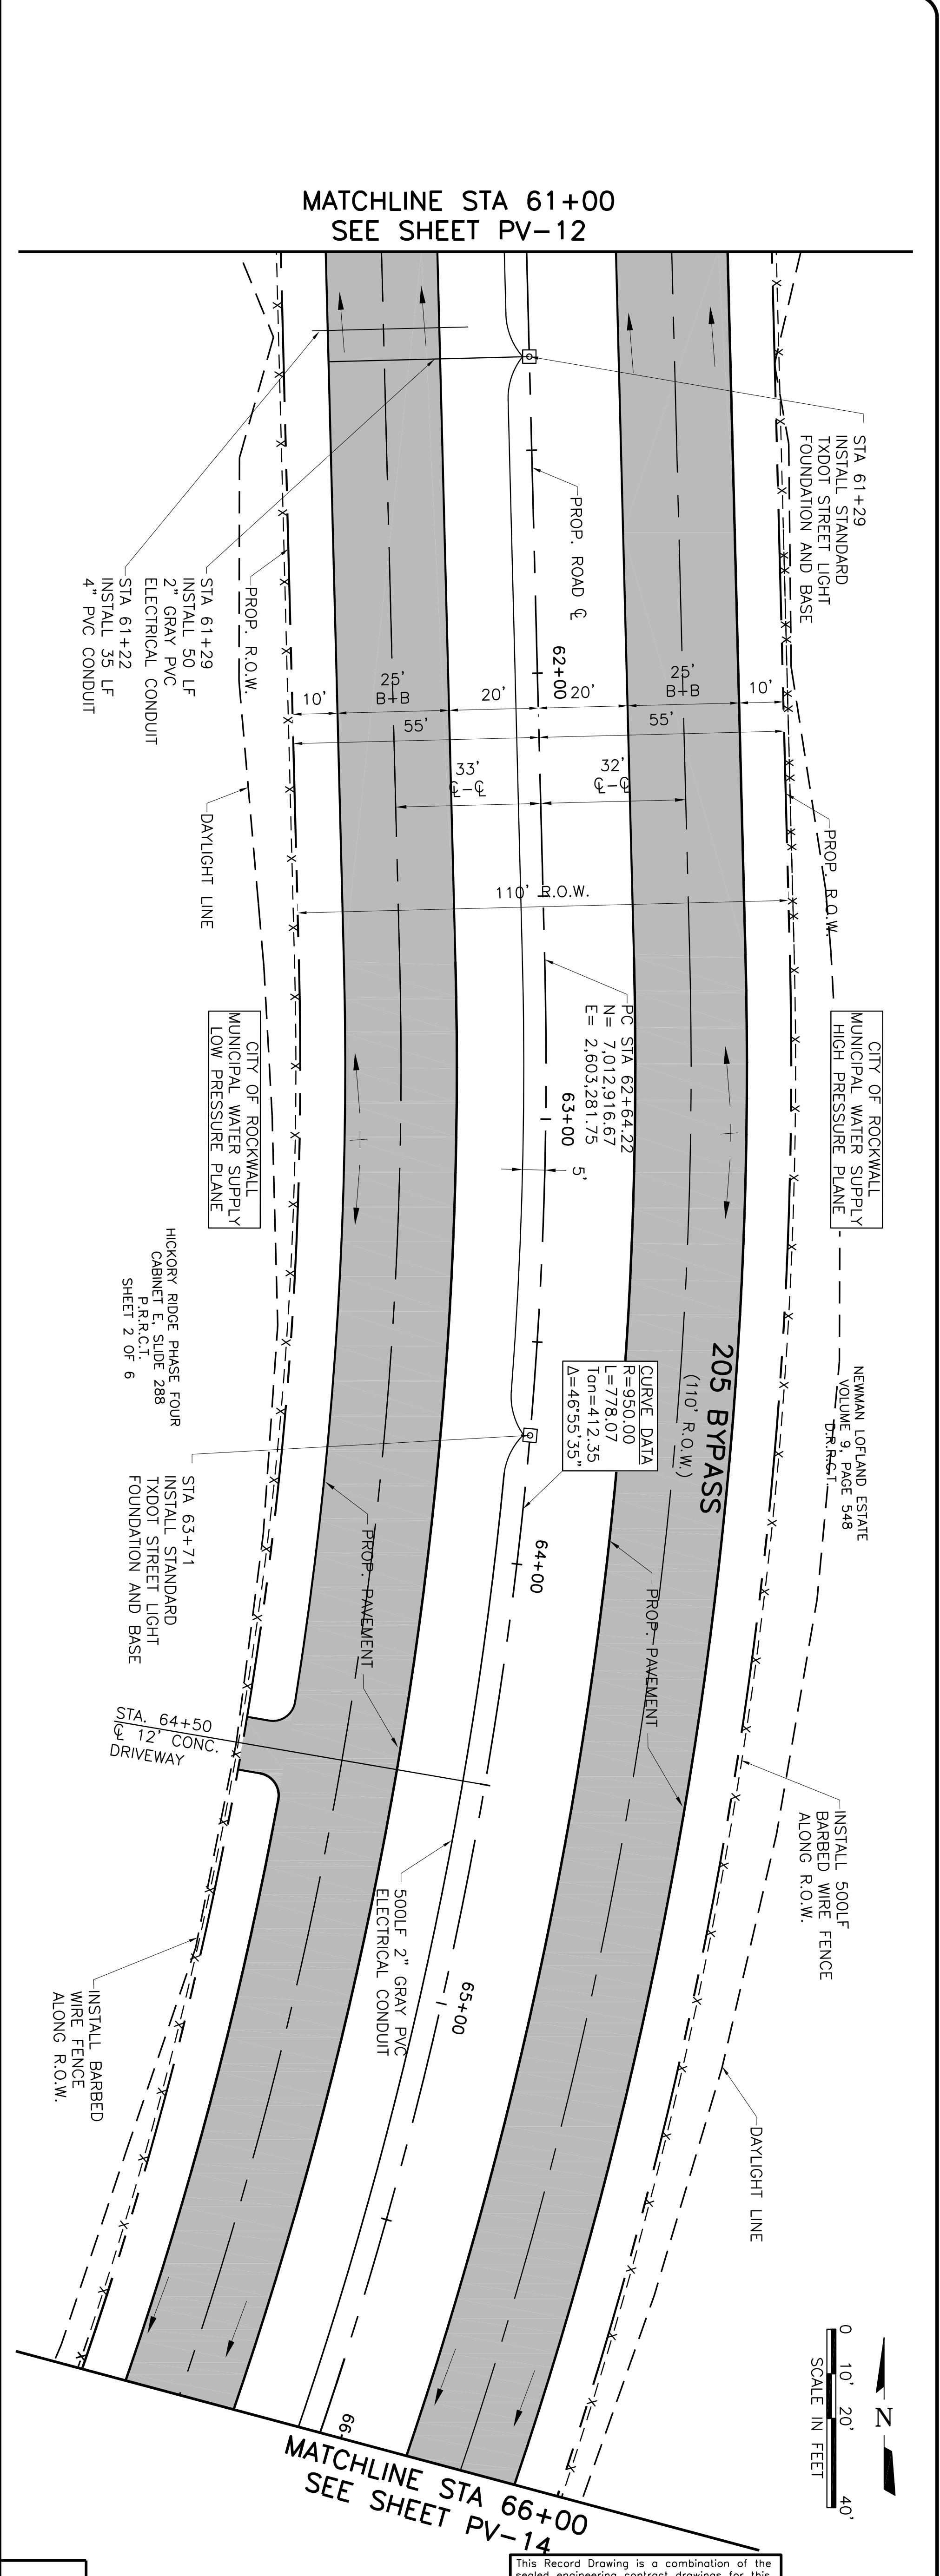 MATCHLINE STA 61+00
SEE SHEET PV-12
STA 61+29
INSTALL STANDARD
TXDOT STREET LIGHT
FOUNDATION AND BASE
PROP. ROAD ℄
STA 61+29
INSTALL 50 LF
2" GRAY PVC
ELECTRICAL CONDUIT
STA 61+22
INSTALL 35 LF
4" PVC CONDUIT
PROP. R.O.W.
62+00
10'
25'
B-B
20'
20'
25'
B-B
10'
55'
55'
33'
℄-℄
32'
℄-℄
110' R.O.W.
DAYLIGHT LINE
PROP. R.O.W.
PC STA 62+64.22
N= 7,012,916.67
E= 2,603,281.75
63+00
5'
CITY OF ROCKWALL
MUNICIPAL WATER SUPPLY
HIGH PRESSURE PLANE
CITY OF ROCKWALL
MUNICIPAL WATER SUPPLY
LOW PRESSURE PLANE
HICKORY RIDGE PHASE FOUR
CABINET E, SLIDE 288
P.R.R.C.T.
SHEET 2 OF 6
NEWMAN LOFLAND ESTATE
VOLUME 9, PAGE 548
D.R.R.C.T.
205 BYPASS
(110' R.O.W.)
CURVE DATA
R=950.00
L=778.07
Tan=412.35
Δ=46°55'35"
STA 63+71
INSTALL STANDARD
TXDOT STREET LIGHT
FOUNDATION AND BASE
64+00
PROP. PAVEMENT
PROP. PAVEMENT
STA. 64+50
℄ 12' CONC.
DRIVEWAY
INSTALL 500LF
BARBED WIRE FENCE
ALONG R.O.W.
500LF 2" GRAY PVC
ELECTRICAL CONDUIT
65+00
INSTALL BARBED
WIRE FENCE
ALONG R.O.W.
DAYLIGHT LINE
N
0 10' 20' 40'
SCALE IN FEET
66+
MATCHLINE STA 66+00
SEE SHEET PV-14
This Record Drawing is a combination of the
sealed engineering contract drawings for this